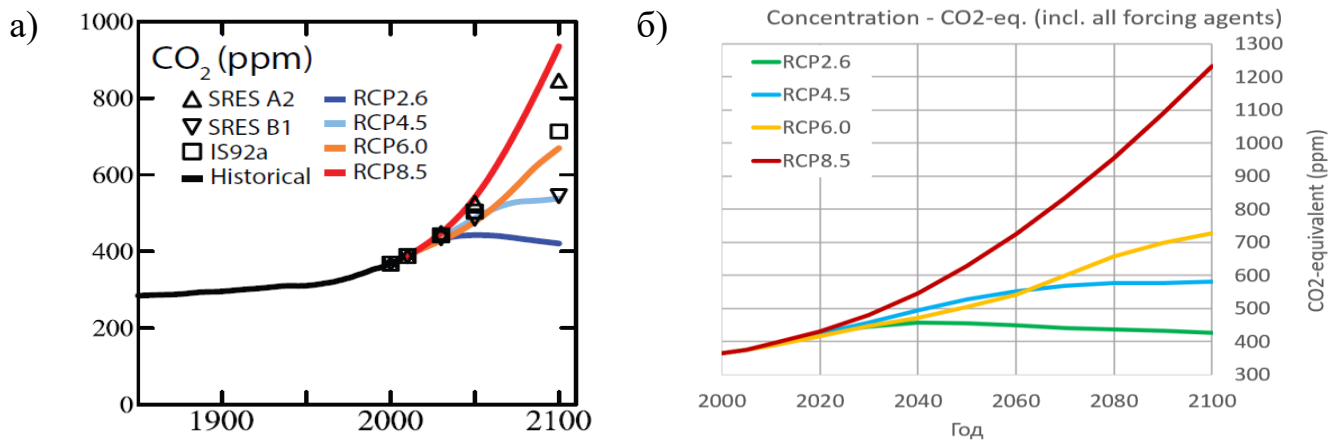 а)
CO2 (ppm)
SRES A2
SRES B1
IS92a
Historical
RCP2.6
RCP4.5
RCP6.0
RCP8.5
1000
800
600
400
200
0
1900
2000
2100
б)
Concentration - CO2-eq. (incl. all forcing agents)
RCP2.6
RCP4.5
RCP6.0
RCP8.5
1300
1200
1100
1000
900
800
700
600
500
400
300
CO2-equivalent (ppm)
2000
2020
2040
2060
2080
2100
Год